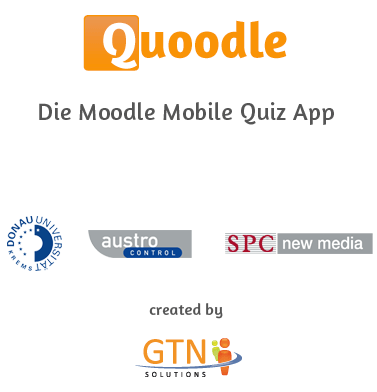 Quoodle
Die Moodle Mobile Quiz App
DONAU UNIVERSITÄT
KREMS
austro
CONTROL
SPC new media
created by
GTN
SOLUTIONS